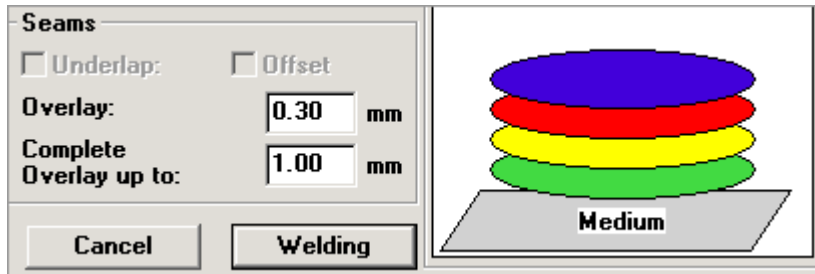 Seams
Underlap:
Offset
Overlay:
0.30 mm
Complete
Overlay up to:
1.00 mm
Cancel
Welding
Medium